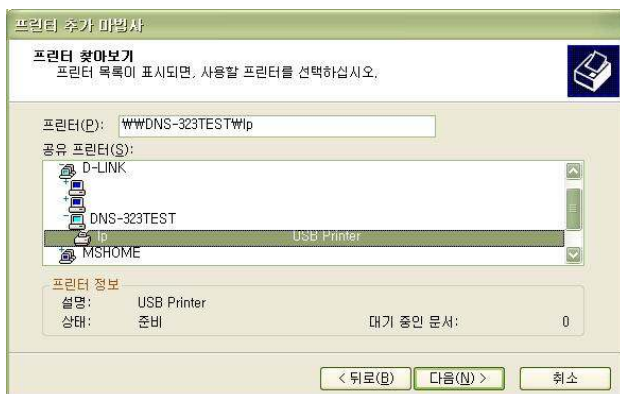 프린터 추가 마법사
프린터 찾아보기
프린터 목록이 표시되면, 사용할 프린터를 선택하십시오.
프린터(P): ₩₩DNS-323TEST₩lp
공유 프린터(S):
D-LINK
DNS-323TEST
lp USB Printer
MSHOME
프린터 정보
설명: USB Printer
상태: 준비 대기 중인 문서: 0
< 뒤로(B) 다음(N) > 취소